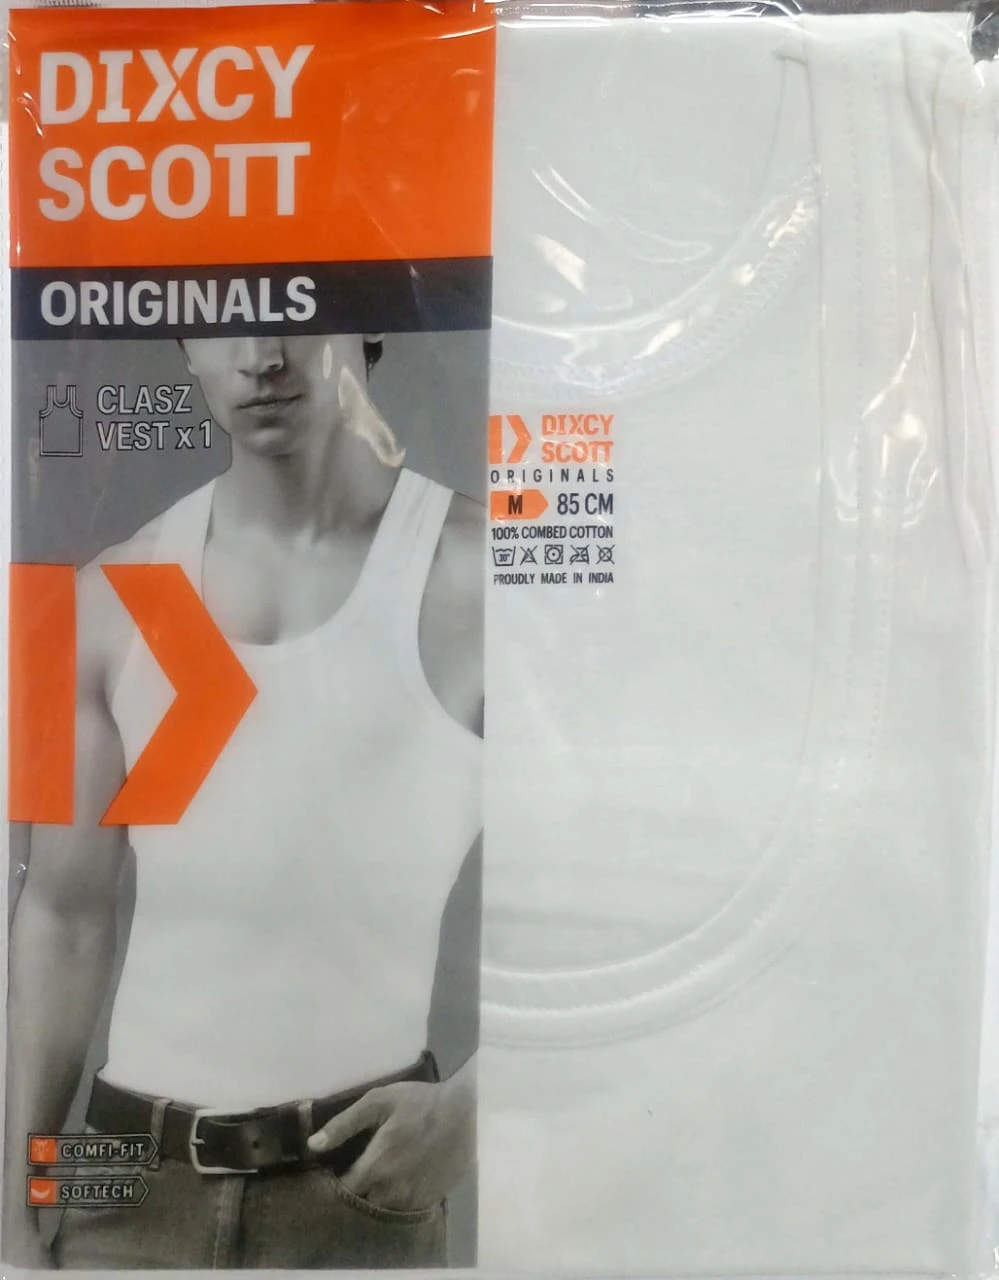 DIXCY
SCOTT
ORIGINALS
CLASZ
VEST x 1
DIXCY
SCOTT
ORIGINALS
M 85 CM
100% COMBED COTTON
30°
PROUDLY MADE IN INDIA
COMFI-FIT
SOFTECH